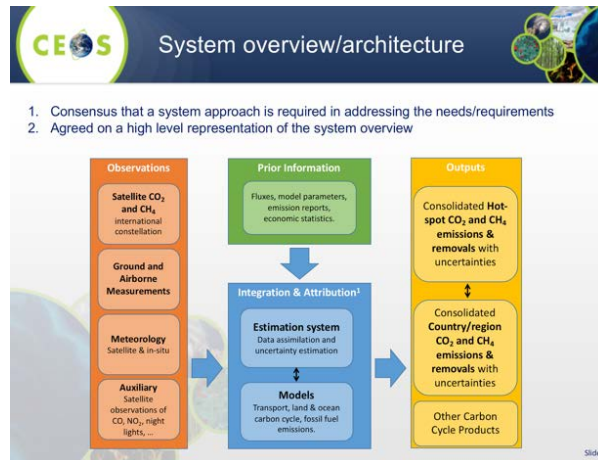 CEOS
System overview/architecture
1. Consensus that a system approach is required in addressing the needs/requirements
2. Agreed on a high level representation of the system overview
Observations
Satellite CO₂
and CH₄
international
constellation
Ground and
Airborne
Measurements
Meteorology
Satellite & in-situ
Auxiliary
Satellite
observations of
CO, NO₂, night
lights, ...
Prior Information
Fluxes, model parameters,
emission reports,
economic statistics.
Integration & Attribution¹
Estimation system
Data assimilation and
uncertainty estimation
Models
Transport, land & ocean
carbon cycle, fossil fuel
emissions.
Outputs
Consolidated Hot-
spot CO₂ and CH₄
emissions &
removals with
uncertainties
Consolidated
Country/region
CO₂ and CH₄
emissions &
removals with
uncertainties
Other Carbon
Cycle Products
Slide